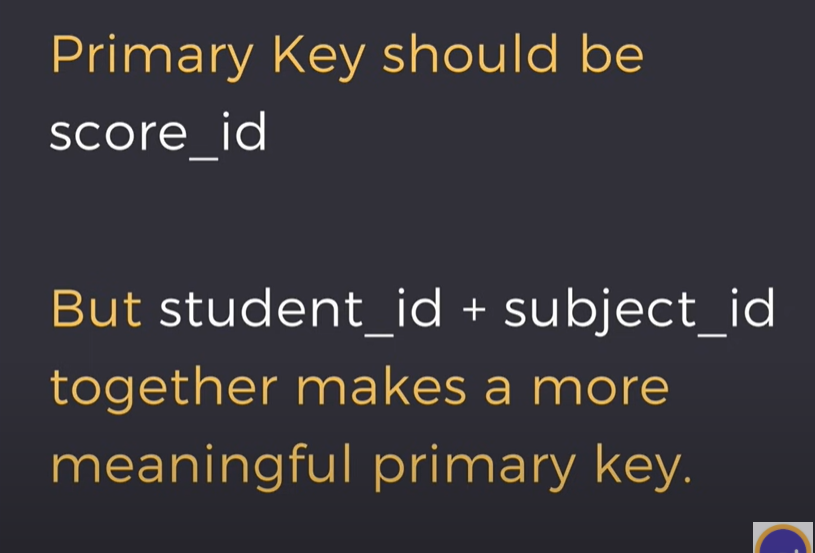 Primary Key should be
score_id
But student_id + subject_id
together makes a more
meaningful primary key.